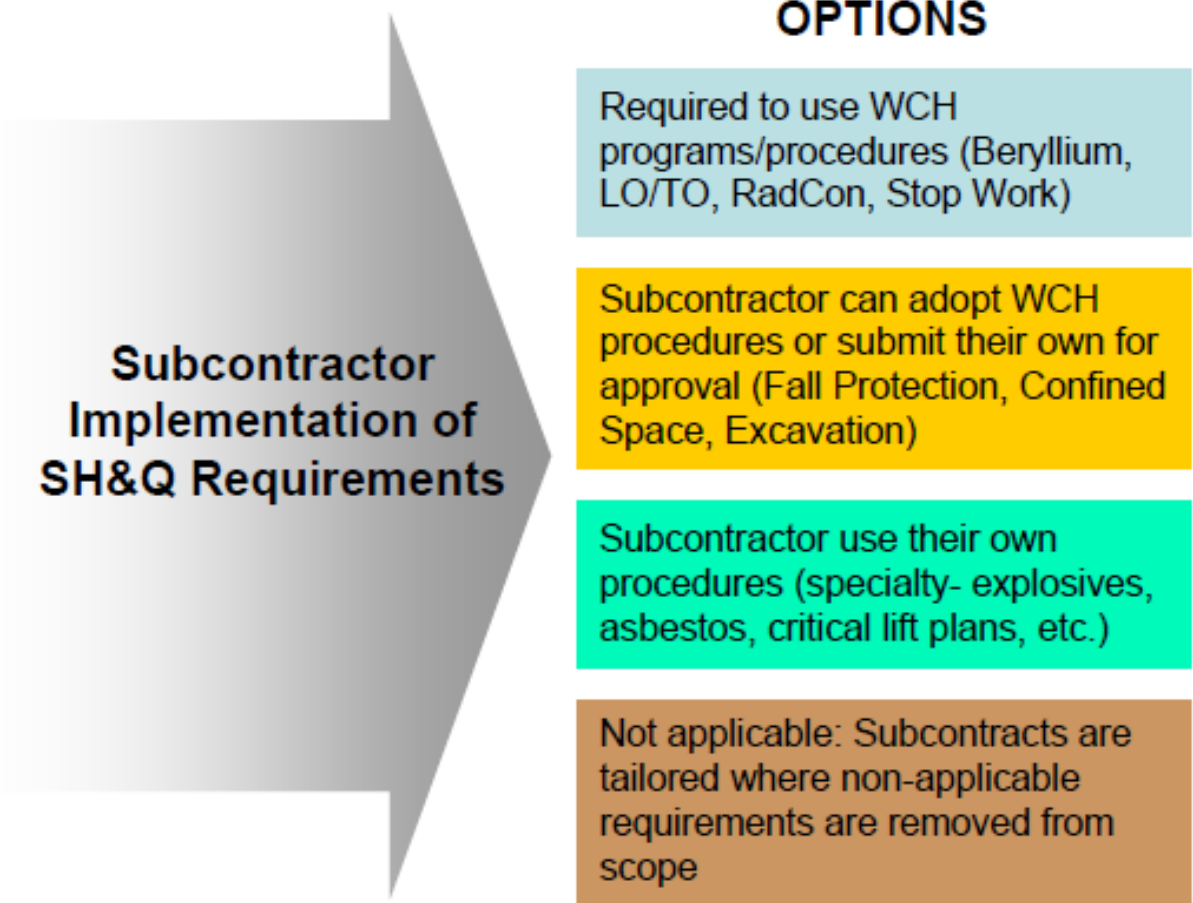 OPTIONS
Subcontractor
Implementation of
SH&Q Requirements
Required to use WCH
programs/procedures (Beryllium,
LO/TO, RadCon, Stop Work)
Subcontractor can adopt WCH
procedures or submit their own for
approval (Fall Protection, Confined
Space, Excavation)
Subcontractor use their own
procedures (specialty- explosives,
asbestos, critical lift plans, etc.)
Not applicable: Subcontracts are
tailored where non-applicable
requirements are removed from
scope